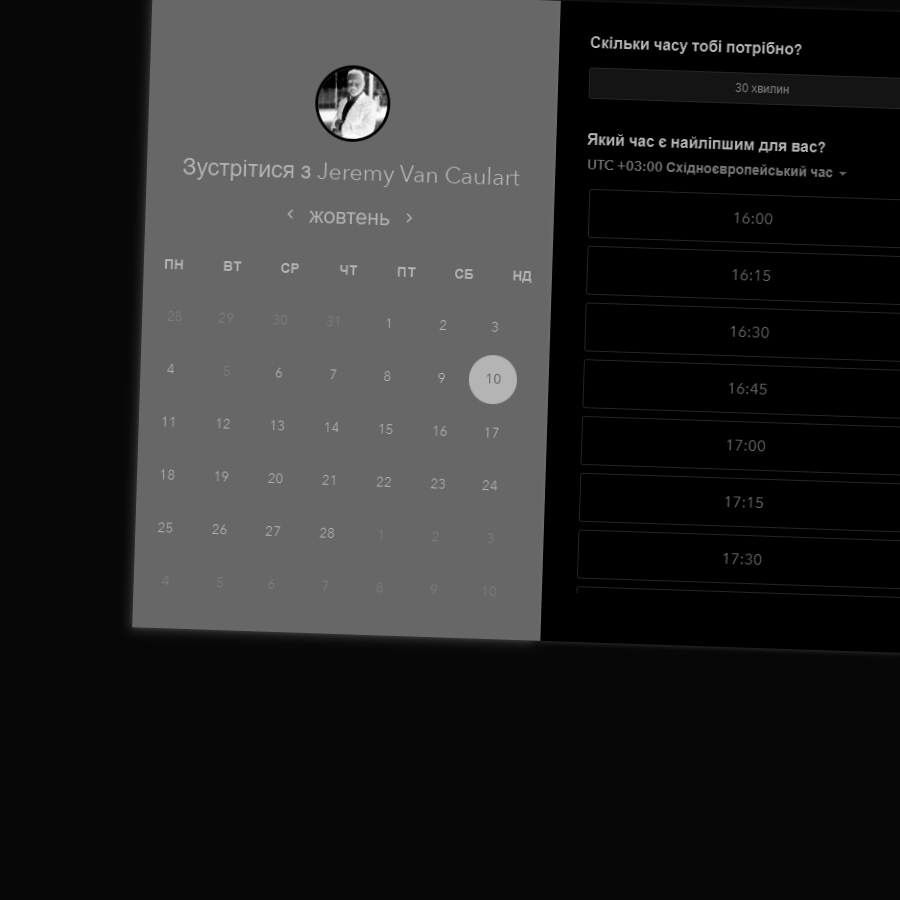 Зустрітися з Jeremy Van Caulart
жовтень
ПН ВТ СР ЧТ ПТ СБ НД
28 29 30 31 1 2 3
4 5 6 7 8 9 10
11 12 13 14 15 16 17
18 19 20 21 22 23 24
25 26 27 28 1 2 3
4 5 6 7 8 9 10
Скільки часу тобі потрібно?
30 хвилин
Який час є найліпшим для вас?
UTC +03:00 Східноєвропейський час
16:00
16:15
16:30
16:45
17:00
17:15
17:30